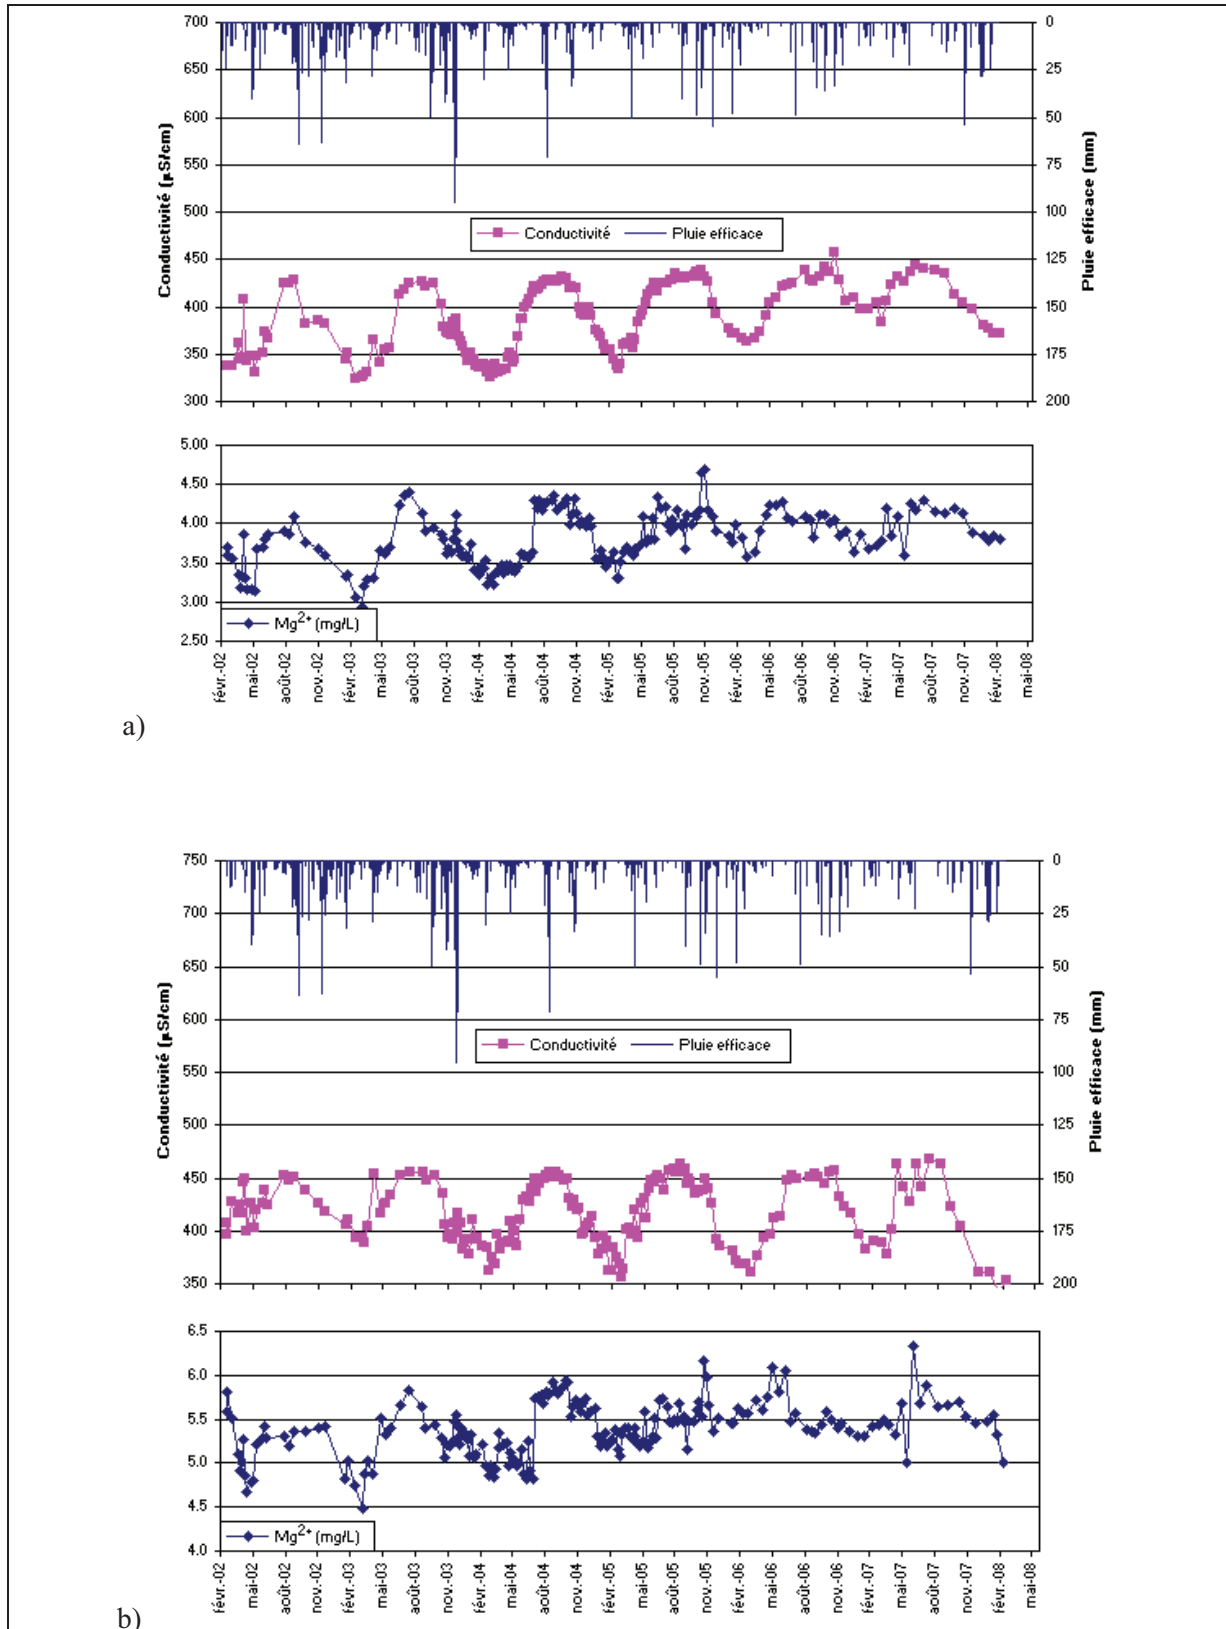 700
650
600
550
500
450
400
350
300
Conductivité (µS/cm)
0
25
50
75
100
125
150
175
200
Pluie efficace (mm)
Conductivité Pluie efficace
5.00
4.50
4.00
3.50
3.00
2.50
Mg2+ (mg/L)
févr.-02
mai-02
août-02
nov.-02
févr.-03
mai-03
août-03
nov.-03
févr.-04
mai-04
août-04
nov.-04
févr.-05
mai-05
août-05
nov.-05
févr.-06
mai-06
août-06
nov.-06
févr.-07
mai-07
août-07
nov.-07
févr.-08
mai-08
a)
750
700
650
600
550
500
450
400
350
Conductivité (µS/cm)
0
25
50
75
100
125
150
175
200
Pluie efficace (mm)
Conductivité Pluie efficace
6.5
6.0
5.5
5.0
4.5
4.0
Mg2+ (mg/L)
févr.-02
mai-02
août-02
nov.-02
févr.-03
mai-03
août-03
nov.-03
févr.-04
mai-04
août-04
nov.-04
févr.-05
mai-05
août-05
nov.-05
févr.-06
mai-06
août-06
nov.-06
févr.-07
mai-07
août-07
nov.-07
févr.-08
mai-08
b)